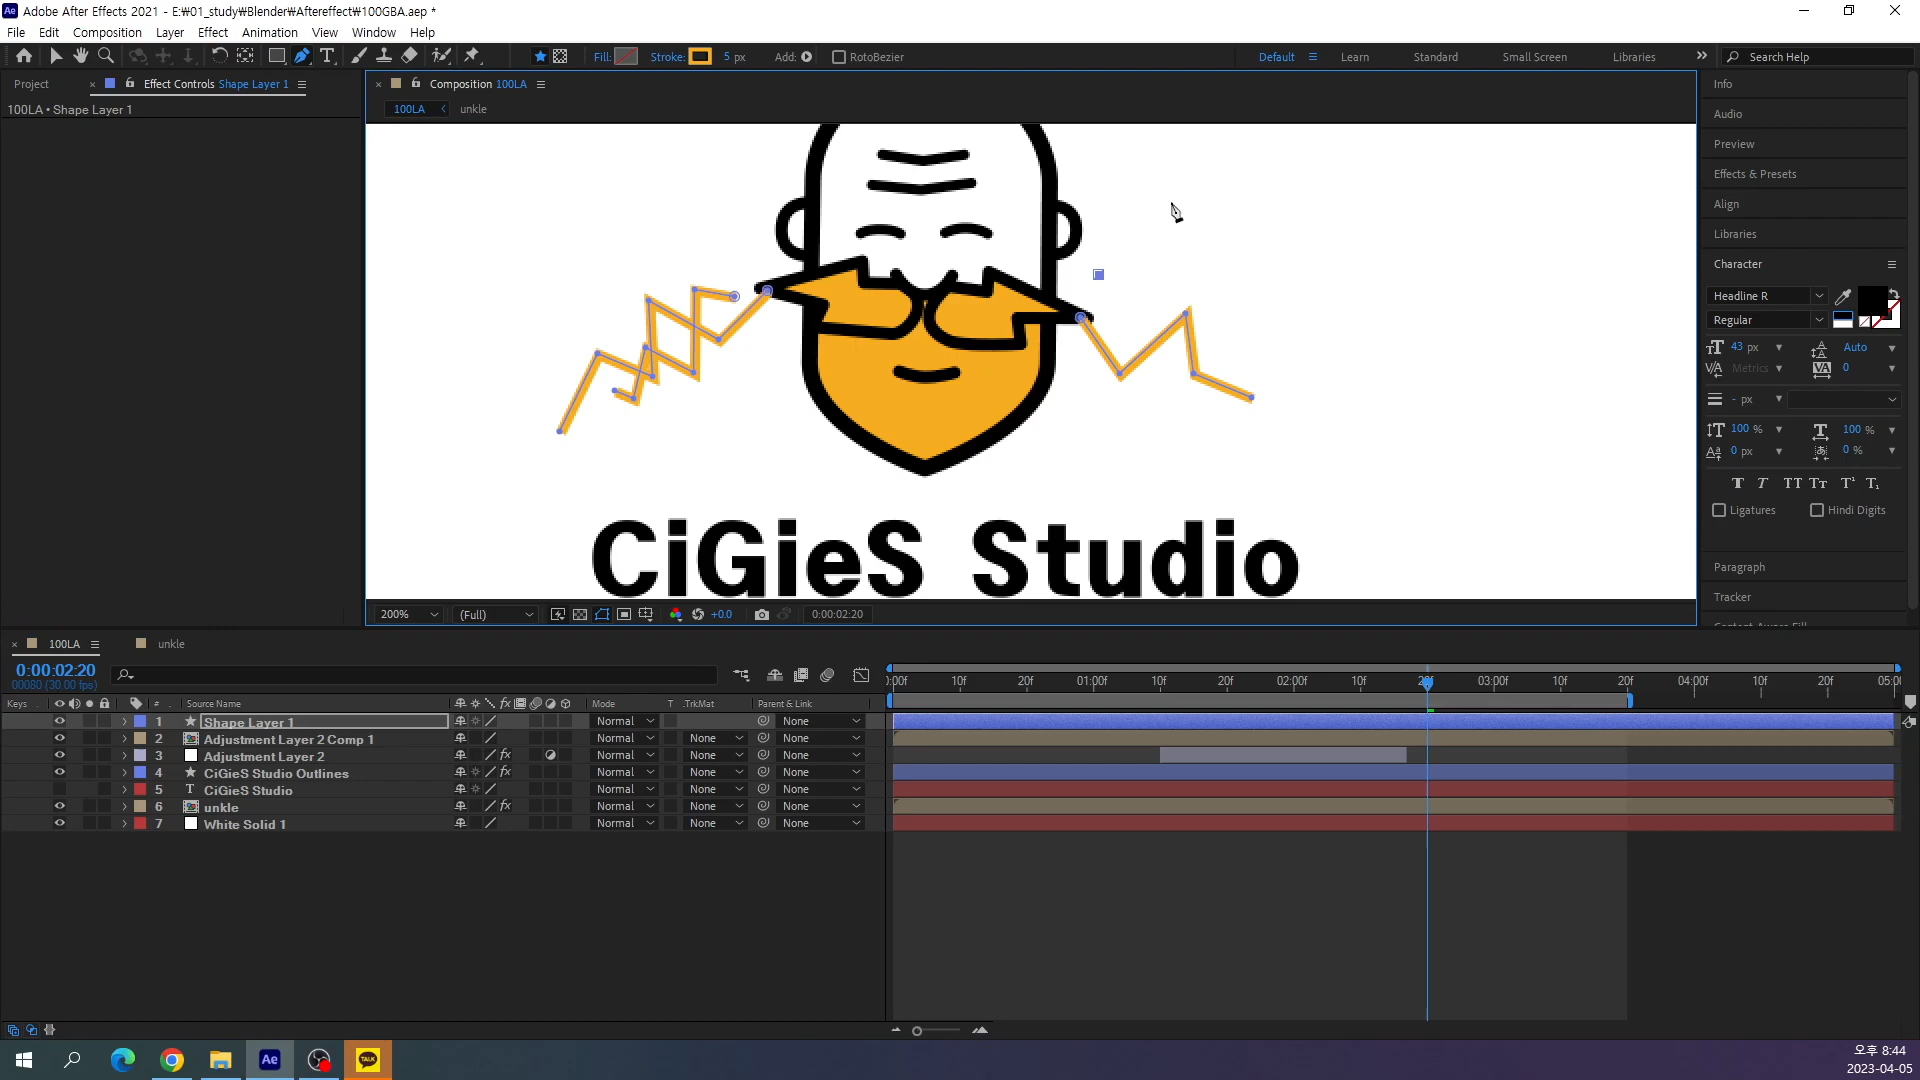 Adobe After Effects 2021 - E:₩01_study₩Blender₩Aftereffect₩100GBA.aep *
File Edit Composition Layer Effect Animation View Window Help
Fill: Stroke: 5 px Add: RotoBezier
Default Learn Standard Small Screen Libraries Search Help
Project Effect Controls Shape Layer 1
100LA • Shape Layer 1
Composition 100LA
100LA unkle
CiGieS Studio
200% (Full) +0.0 0:00:02:20
Info
Audio
Preview
Effects & Presets
Align
Libraries
Character
Headline R
Regular
43 px Auto
Metrics 0
- px
100 % 100 %
0 px 0 %
T T TT Tт T¹ T₁
Ligatures Hindi Digits
Paragraph
Tracker
100LA unkle
0:00:02:20
00080 (30.00 fps)
Keys # Source Name Mode T .TrkMat Parent & Link
1 Shape Layer 1 Normal None
2 Adjustment Layer 2 Comp 1 Normal None None
3 Adjustment Layer 2 Normal None None
4 CiGieS Studio Outlines Normal None None
5 T CiGieS Studio Normal None None
6 unkle Normal None None
7 White Solid 1 Normal None None
):00f 10f 20f 01:00f 10f 20f 02:00f 10f 20f 03:00f 10f 20f 04:00f 10f 20f 05:0
Ae
TALK
오후 8:44
2023-04-05